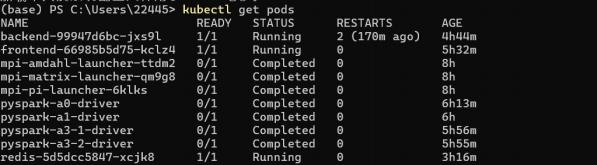 (base) PS C:\Users\22445> kubectl get pods
NAME READY STATUS RESTARTS AGE
backend-99947d6bc-jxs9l 1/1 Running 2 (170m ago) 4h44m
frontend-66985b5d75-kclz4 1/1 Running 0 5h32m
mpi-amdahl-launcher-ttdm2 0/1 Completed 0 8h
mpi-matrix-launcher-qm9g8 0/1 Completed 0 8h
mpi-pi-launcher-6klks 0/1 Completed 0 8h
pyspark-a0-driver 0/1 Completed 0 6h13m
pyspark-a1-driver 0/1 Completed 0 6h
pyspark-a3-1-driver 0/1 Completed 0 5h56m
pyspark-a3-2-driver 0/1 Completed 0 5h55m
redis-5d5dcc5847-xcjk8 1/1 Running 0 3h16m